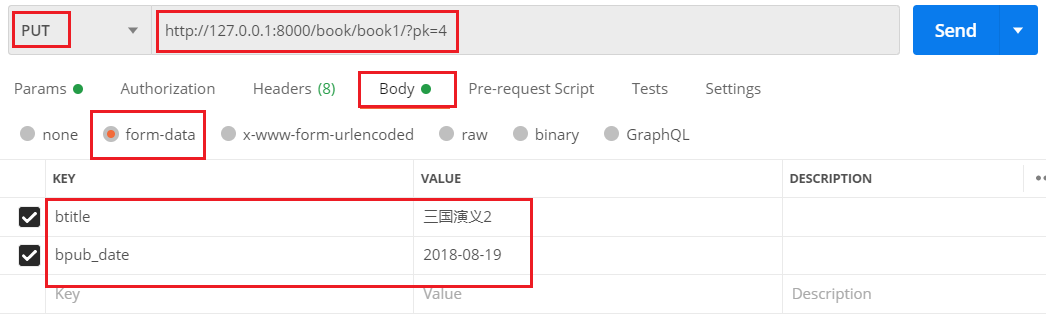 PUT http://127.0.0.1:8000/book/book1/?pk=4 Send
Params Authorization Headers (8) Body Pre-request Script Tests Settings
none form-data x-www-form-urlencoded raw binary GraphQL
KEY VALUE DESCRIPTION
btitle 三国演义2
bpub_date 2018-08-19
Key Value Description